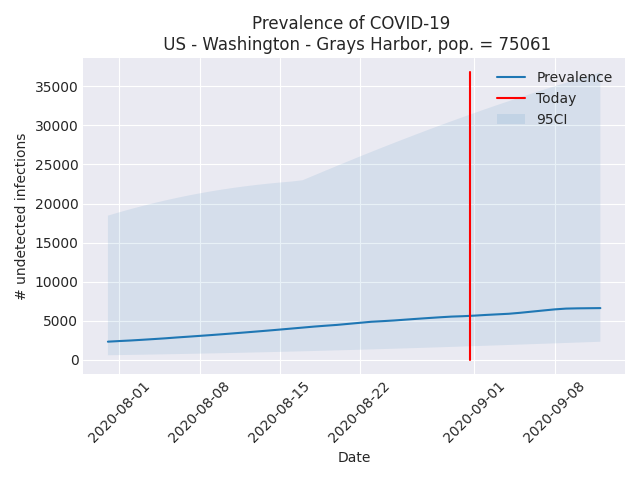 Prevalence of COVID-19
US - Washington - Grays Harbor, pop. = 75061
# undetected infections
35000
30000
25000
20000
15000
10000
5000
0
Prevalence
Today
95CI
2020-08-01
2020-08-08
2020-08-15
2020-08-22
2020-09-01
2020-09-08
Date